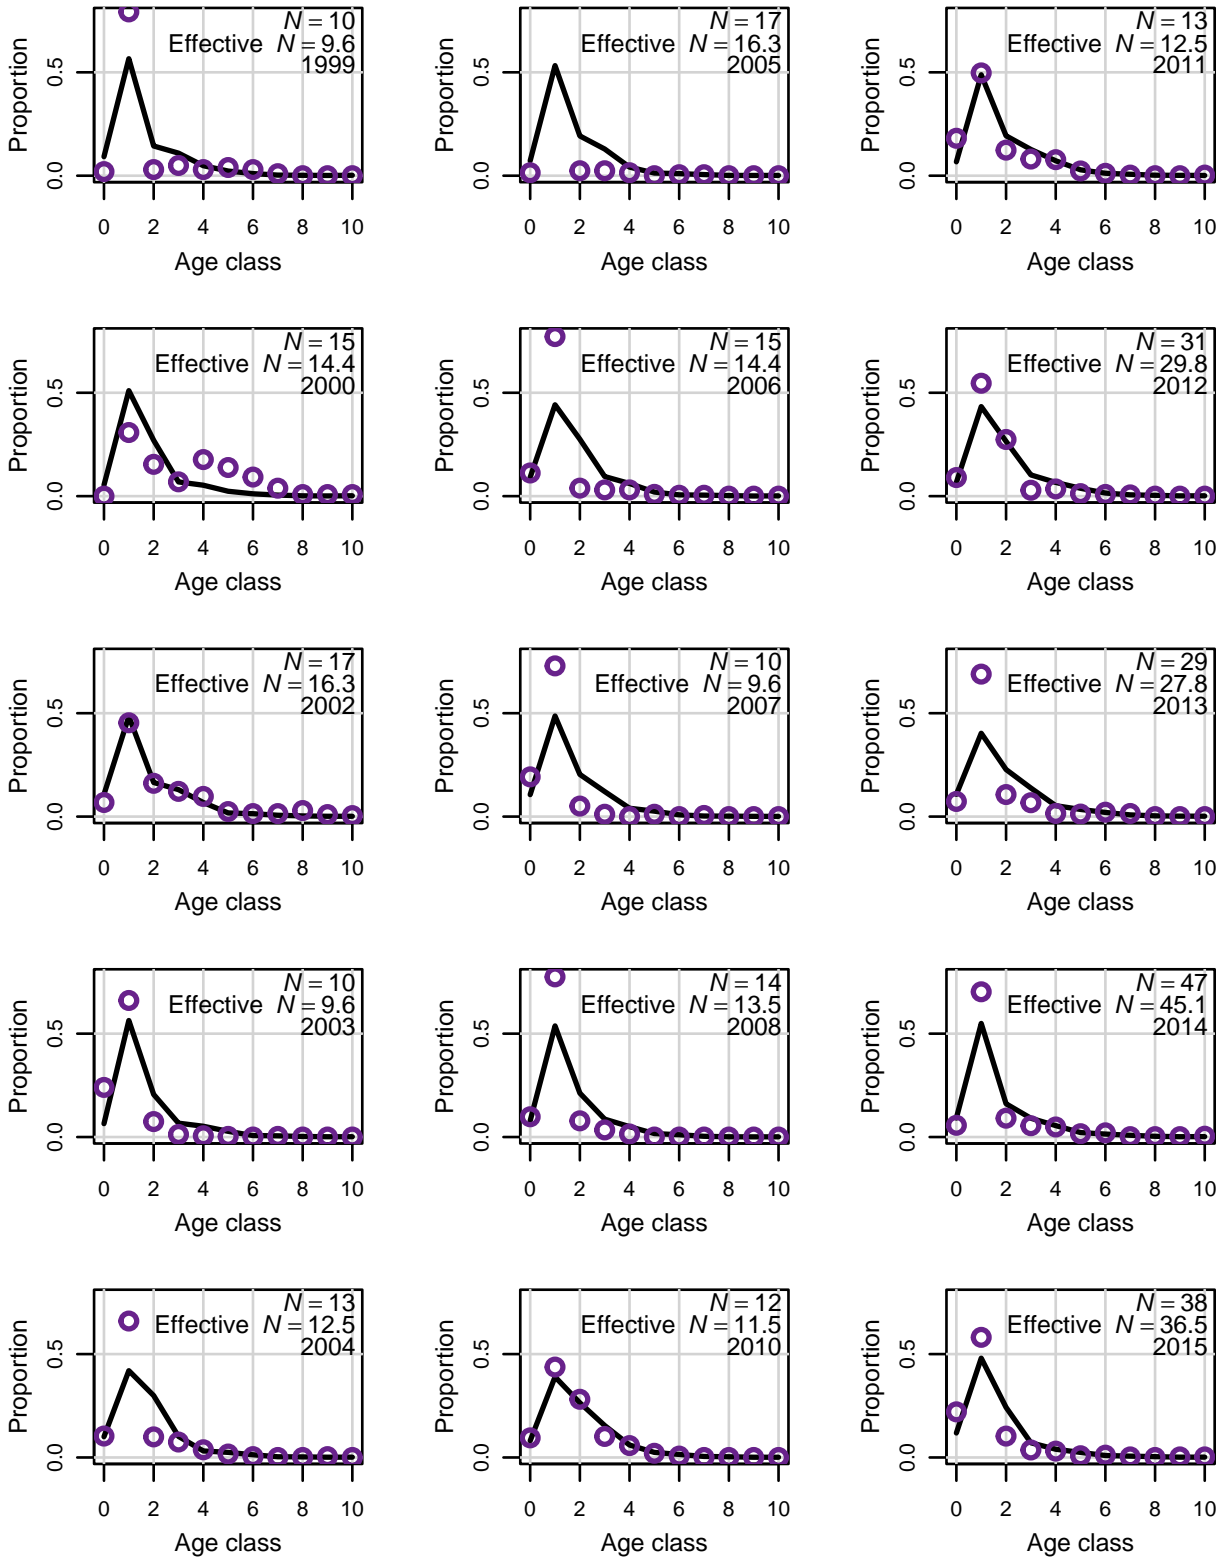 N = 10
Effective N = 9.6
1999
Proportion
0.5
0.0
0 2 4 6 8 10
Age class
N = 17
Effective N = 16.3
2005
Proportion
0.5
0.0
0 2 4 6 8 10
Age class
N = 13
Effective N = 12.5
2011
Proportion
0.5
0.0
0 2 4 6 8 10
Age class
N = 15
Effective N = 14.4
2000
Proportion
0.5
0.0
0 2 4 6 8 10
Age class
N = 15
Effective N = 14.4
2006
Proportion
0.5
0.0
0 2 4 6 8 10
Age class
N = 31
Effective N = 29.8
2012
Proportion
0.5
0.0
0 2 4 6 8 10
Age class
N = 17
Effective N = 16.3
2002
Proportion
0.5
0.0
0 2 4 6 8 10
Age class
N = 10
Effective N = 9.6
2007
Proportion
0.5
0.0
0 2 4 6 8 10
Age class
N = 29
Effective N = 27.8
2013
Proportion
0.5
0.0
0 2 4 6 8 10
Age class
N = 10
Effective N = 9.6
2003
Proportion
0.5
0.0
0 2 4 6 8 10
Age class
N = 14
Effective N = 13.5
2008
Proportion
0.5
0.0
0 2 4 6 8 10
Age class
N = 47
Effective N = 45.1
2014
Proportion
0.5
0.0
0 2 4 6 8 10
Age class
N = 13
Effective N = 12.5
2004
Proportion
0.5
0.0
0 2 4 6 8 10
Age class
N = 12
Effective N = 11.5
2010
Proportion
0.5
0.0
0 2 4 6 8 10
Age class
N = 38
Effective N = 36.5
2015
Proportion
0.5
0.0
0 2 4 6 8 10
Age class